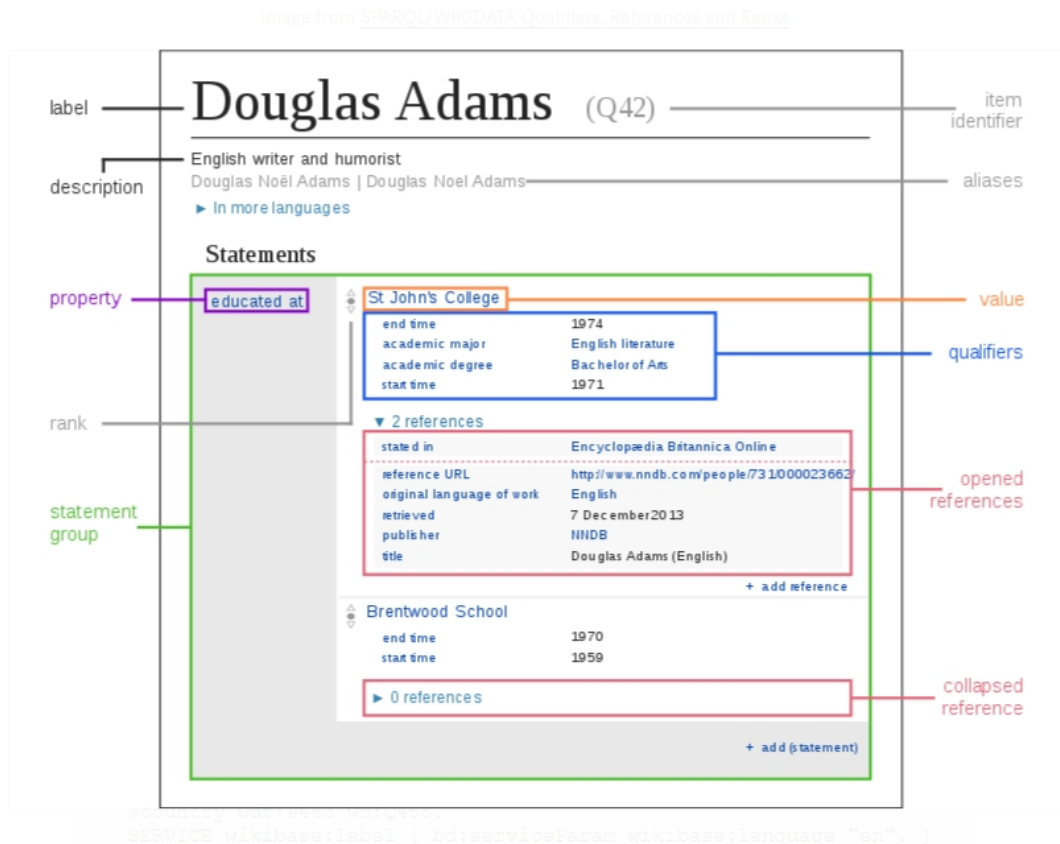 Image from SPARQL/WIKIDATA Qualifiers, References and Ranks
label
Douglas Adams (Q42)
item
identifier
description
English writer and humorist
Douglas Noël Adams | Douglas Noel Adams
aliases
► In more languages
Statements
property
educated at
St John's College
value
end time 1974
academic major English literature
academic degree Bachelor of Arts
start time 1971
qualifiers
rank
▼ 2 references
stated in Encyclopædia Britannica Online
reference URL http://www.nndb.com/people/731/000023662/
original language of work English
retrieved 7 December 2013
publisher NNDB
title Douglas Adams (English)
opened
references
statement
group
+ add reference
Brentwood School
end time 1970
start time 1959
► 0 references
collapsed
reference
+ add (statement)
SERVICE wikibase:label { bd:serviceParam wikibase:language "en". }